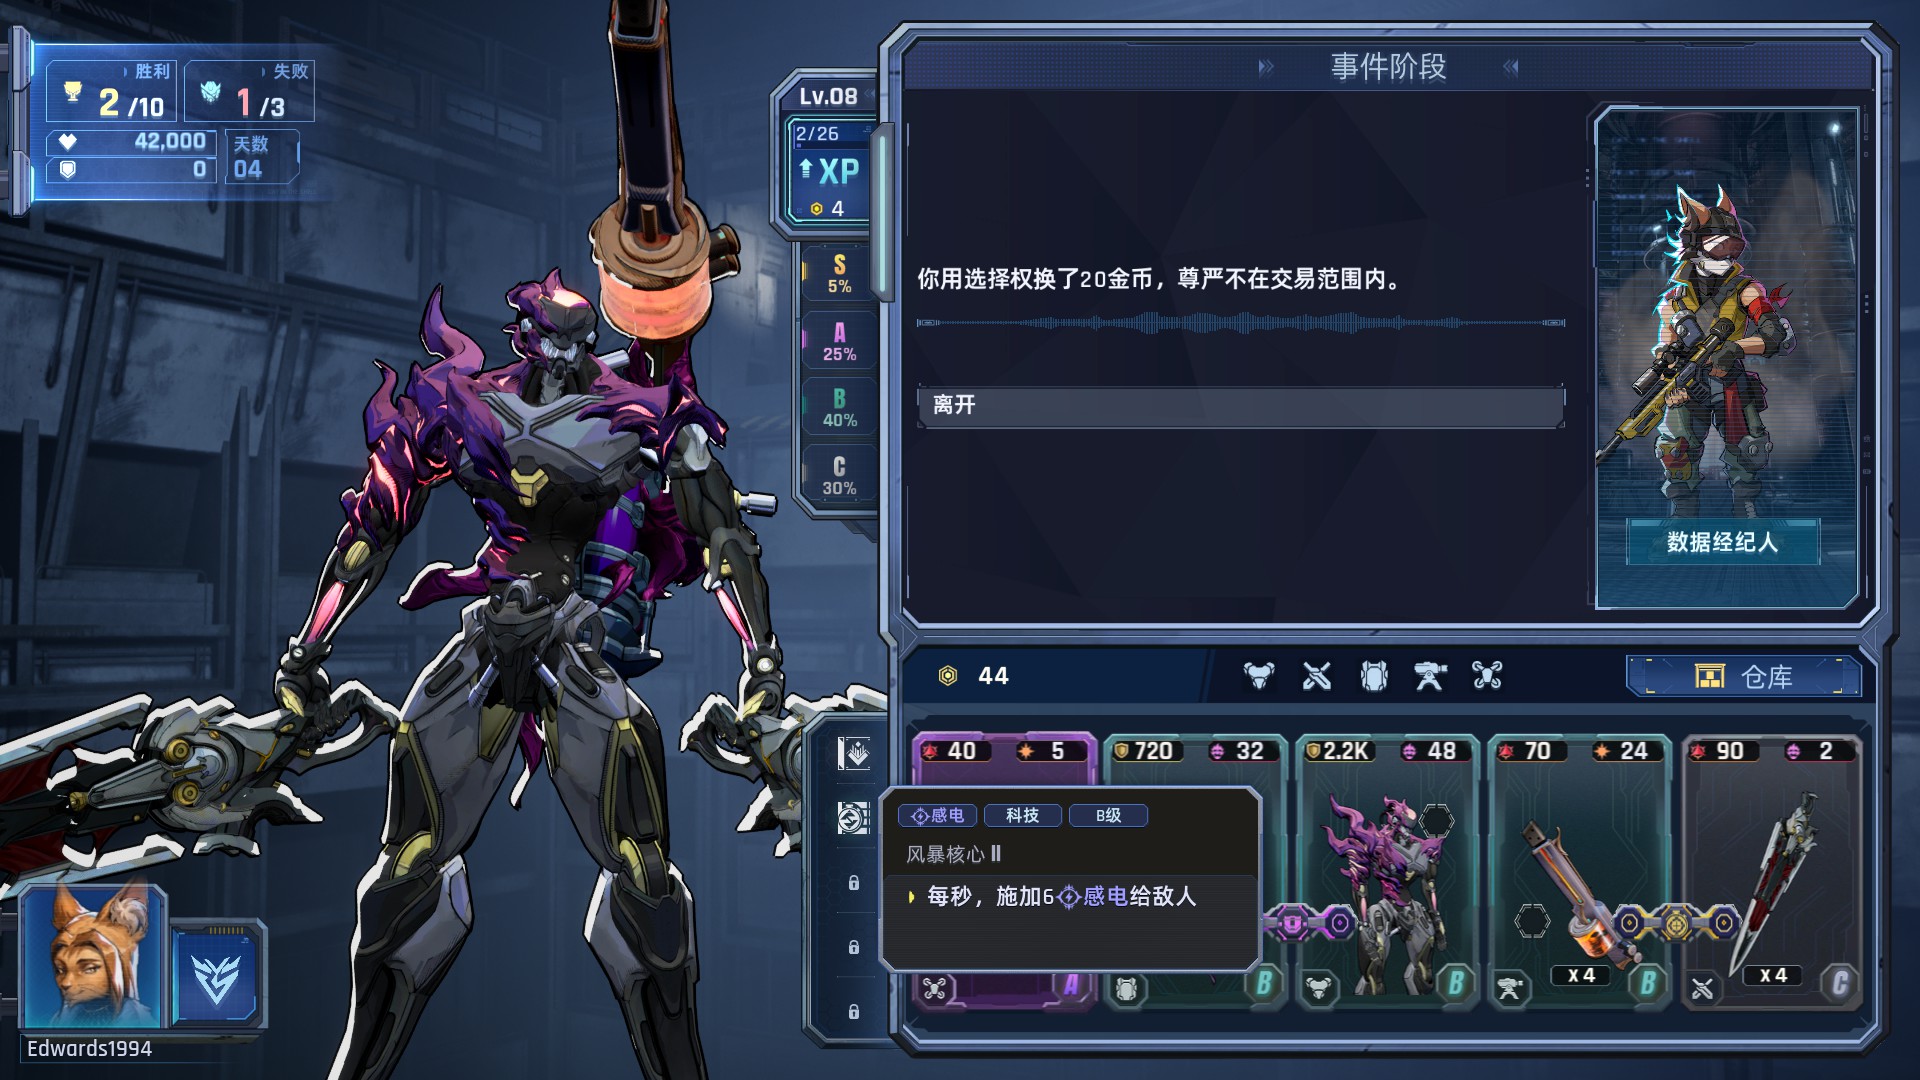 胜利
2/10
失败
1/3
42,000
0
天数
04
Lv.08
2/26
XP
4
S
5%
A
25%
B
40%
C
30%
事件阶段
你用选择权换了20金币，尊严不在交易范围内。
离开
数据经纪人
44
仓库
40 5
720 32
2.2K 48
70 24
90 2
感电 科技 B级
风暴核心 II
每秒，施加6感电给敌人
x4
x4
A
B
B
B
C
Edwards1994